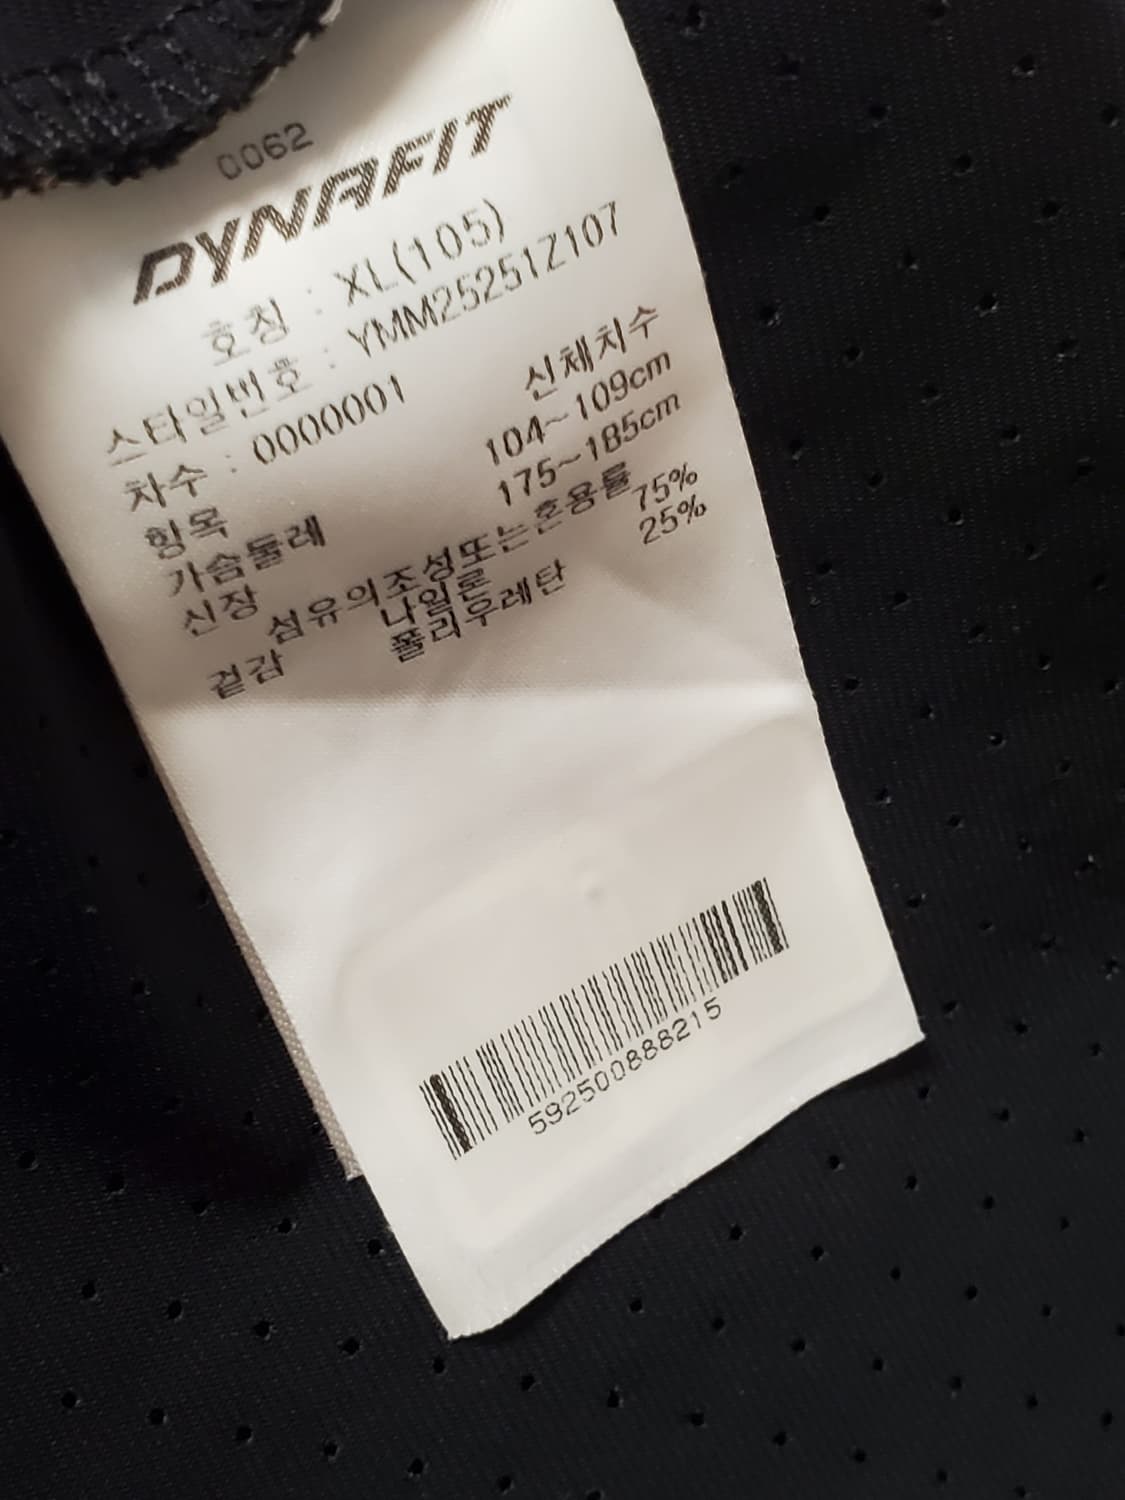 0062
DYNAFIT
호칭 : XL(105)
스타일번호 : YMM25251Z107
차수 : 0000001
항목 신체치수
가슴둘레 104~109cm
신장 175~185cm
섬유의조성또는혼용률
겉감 나일론 75%
폴리우레탄 25%
592500888215